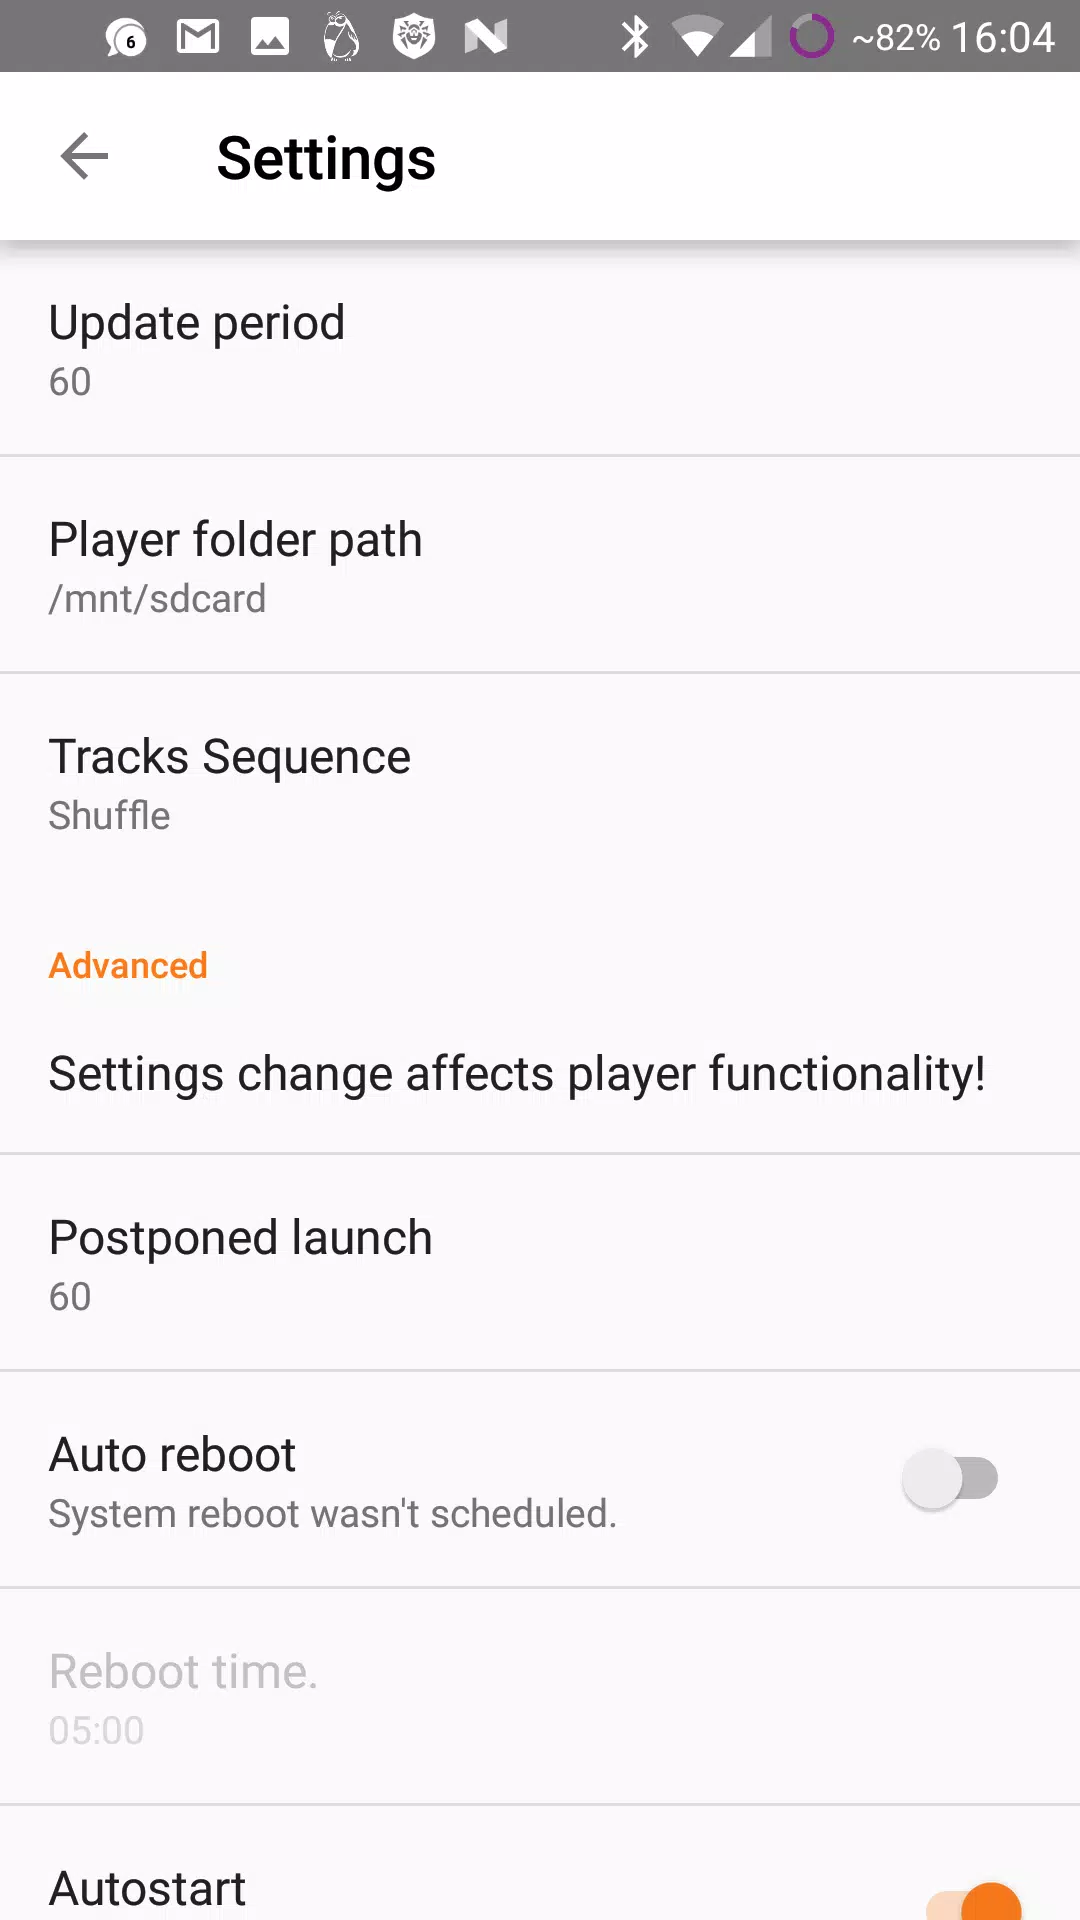 6 ~82% 16:04
Settings
Update period
60
Player folder path
/mnt/sdcard
Tracks Sequence
Shuffle
Advanced
Settings change affects player functionality!
Postponed launch
60
Auto reboot
System reboot wasn't scheduled.
Reboot time.
05:00
Autostart